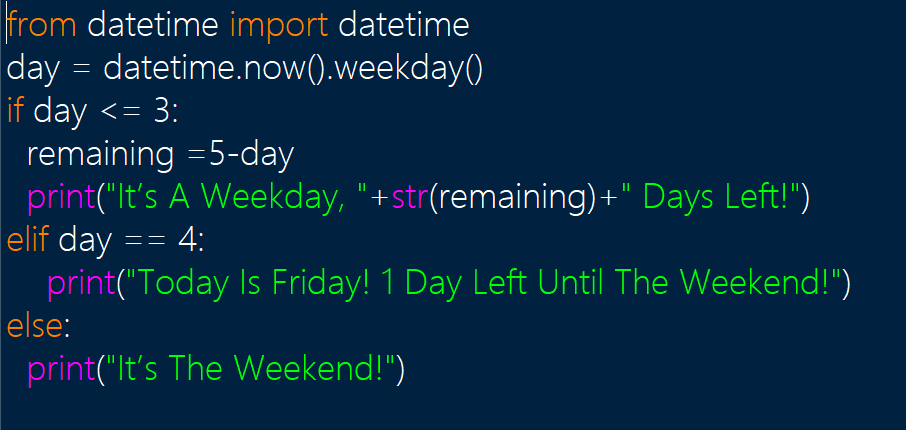 from datetime import datetime
day = datetime.now().weekday()
if day <= 3:
  remaining =5-day
  print("It’s A Weekday, "+str(remaining)+" Days Left!")
elif day == 4:
    print("Today Is Friday! 1 Day Left Until The Weekend!")
else:
  print("It’s The Weekend!")